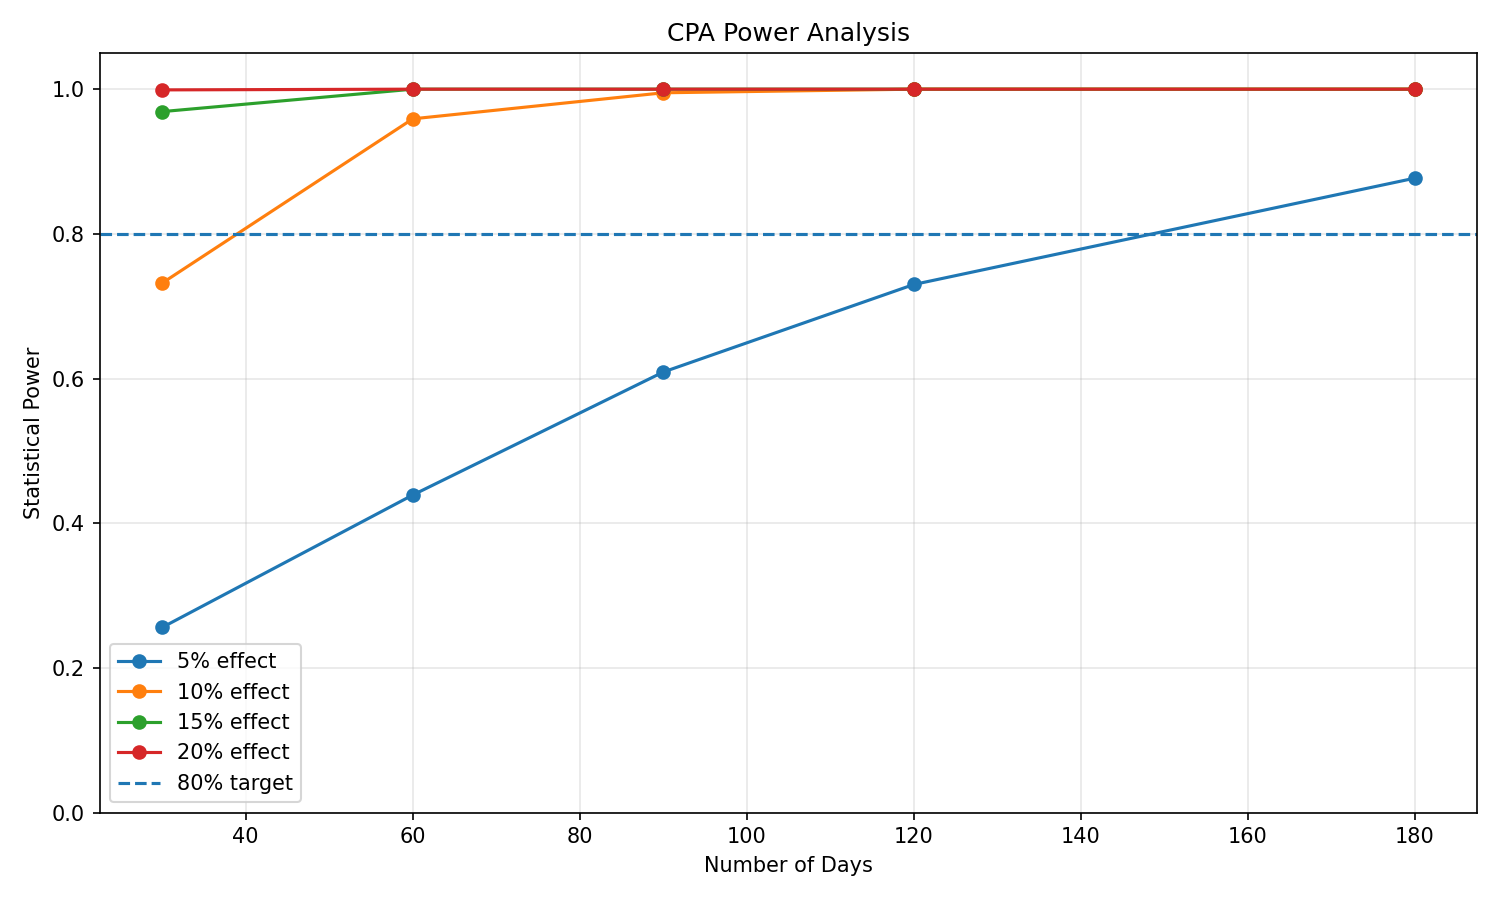 CPA Power Analysis
1.0
0.8
0.6
0.4
0.2
0.0
Statistical Power
5% effect
10% effect
15% effect
20% effect
80% target
40 60 80 100 120 140 160 180
Number of Days